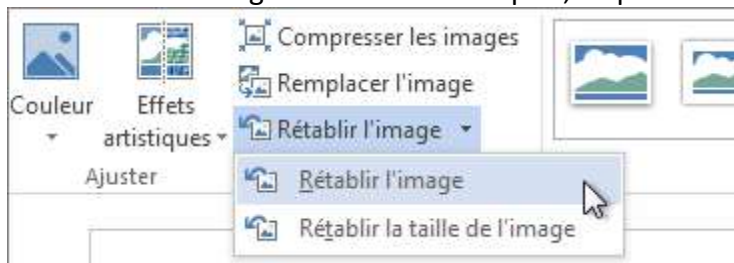 Compresser les images
Remplacer l'image
Couleur
Effets
artistiques
Rétablir l'image
Ajuster
Rétablir l'image
Rétablir la taille de l'image